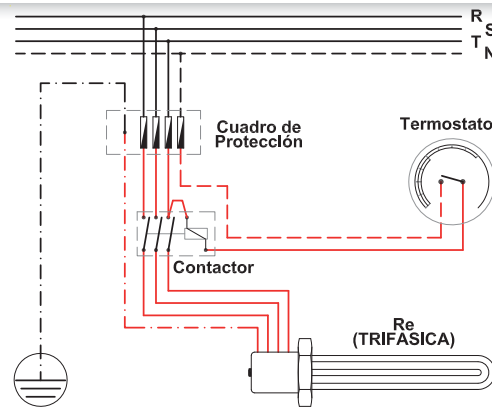 R
S
T
N
Cuadro de
Protección
Termostato
Contactor
Re
(TRIFASICA)